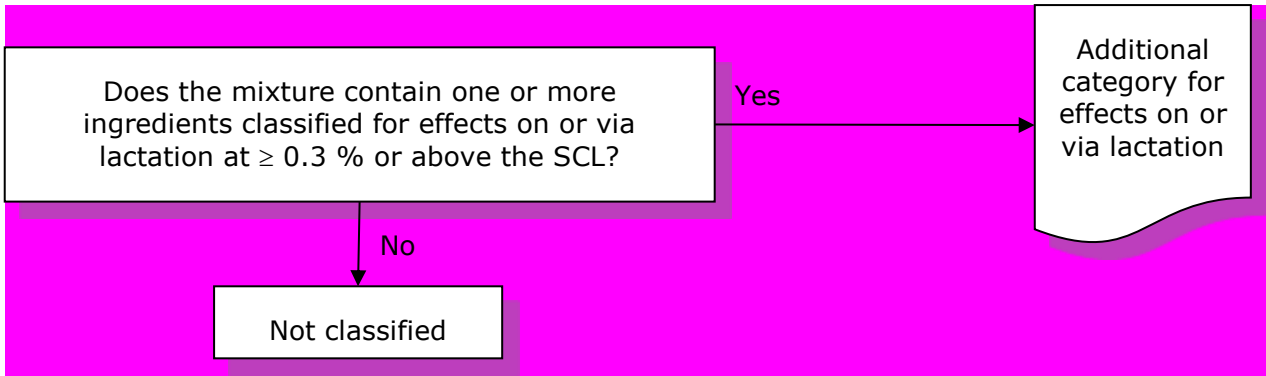 Does the mixture contain one or more
ingredients classified for effects on or via
lactation at ≥ 0.3 % or above the SCL?
Yes
Additional
category for
effects on or
via lactation
No
Not classified